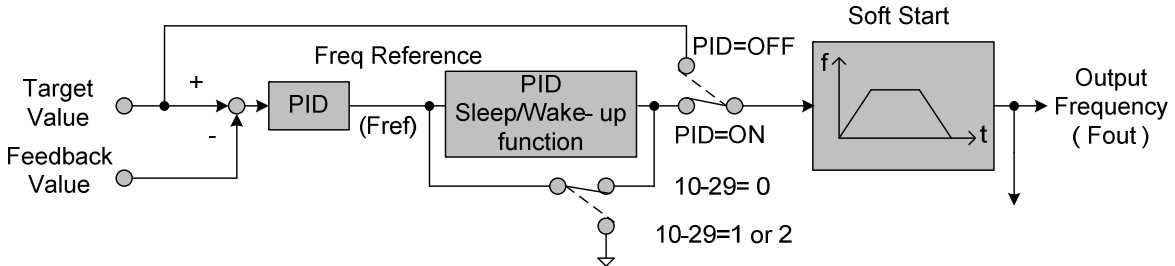 Soft Start
PID=OFF
Freq Reference
Target
Value
+
-
PID
(Fref)
PID
Sleep/Wake- up
function
PID=ON
f
t
Output
Frequency
( Fout )
Feedback
Value
10-29= 0
10-29=1 or 2